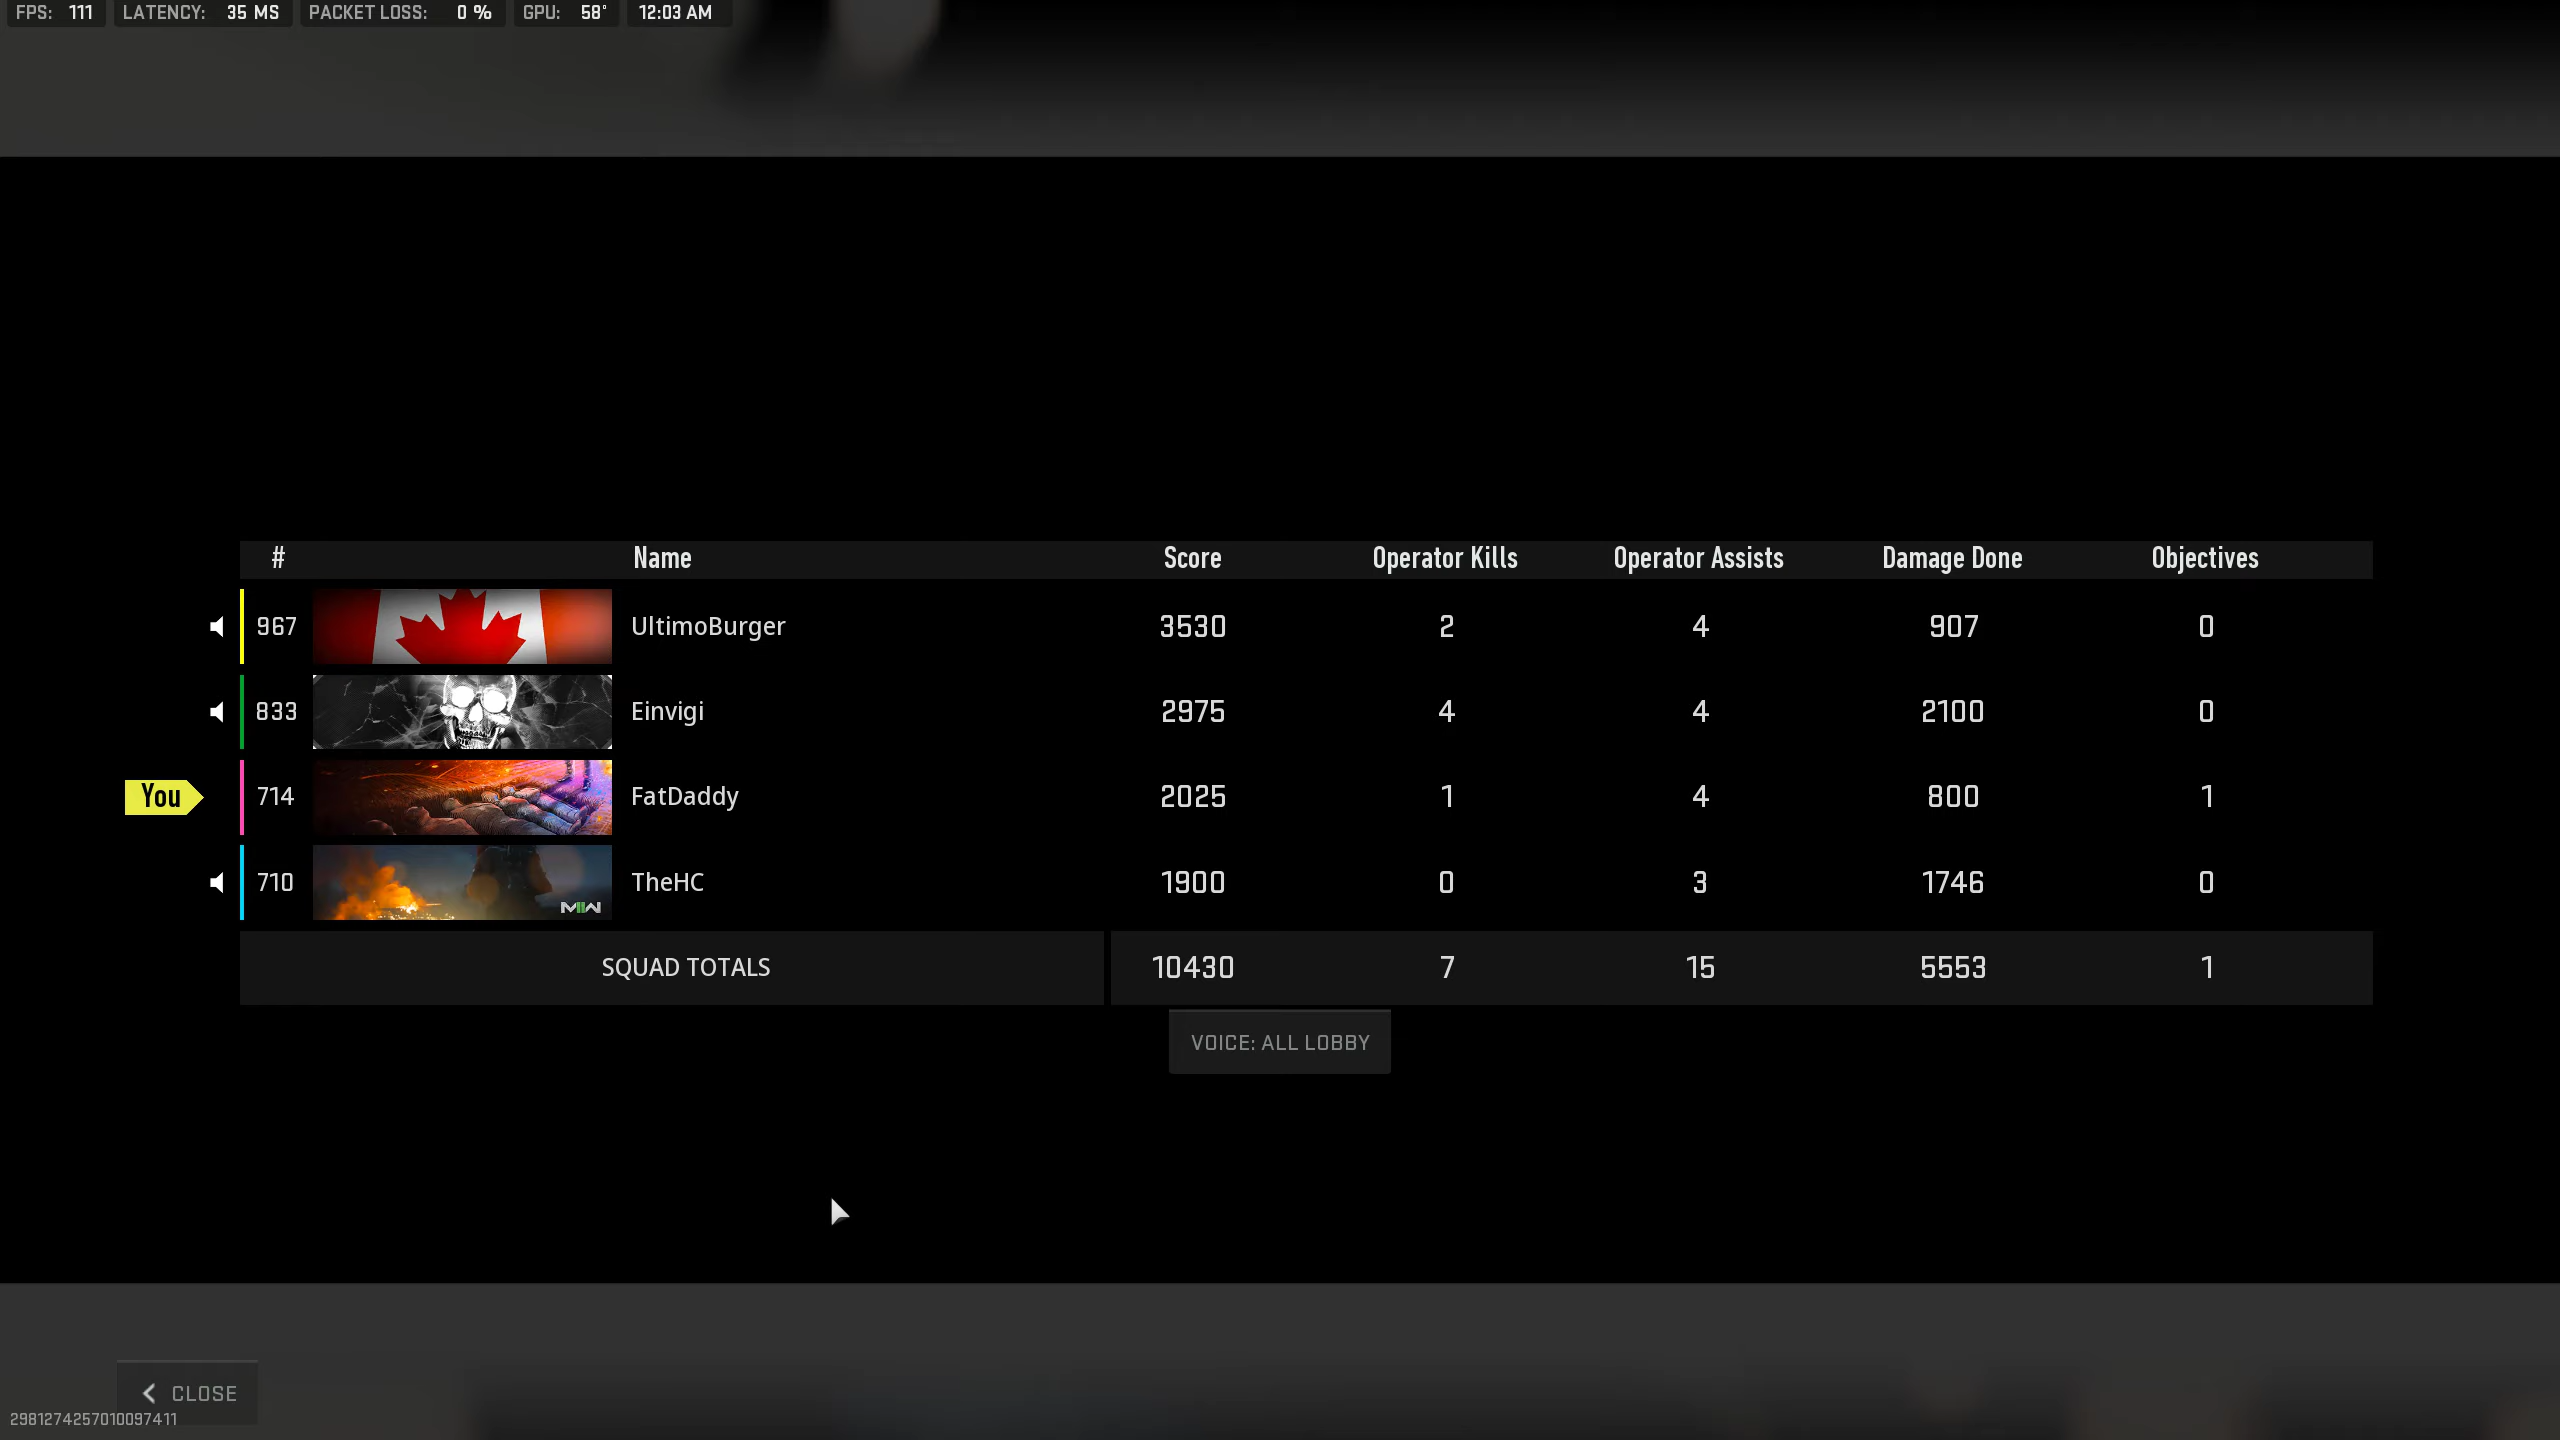 FPS: 111 LATENCY: 35 MS PACKET LOSS: 0 % GPU: 58° 12:03 AM
# Name Score Operator Kills Operator Assists Damage Done Objectives
967 UltimoBurger 3530 2 4 907 0
833 Einvigi 2975 4 4 2100 0
You 714 FatDaddy 2025 1 4 800 1
710 MWII TheHC 1900 0 3 1746 0
SQUAD TOTALS 10430 7 15 5553 1
VOICE: ALL LOBBY
CLOSE
2981274257010097411